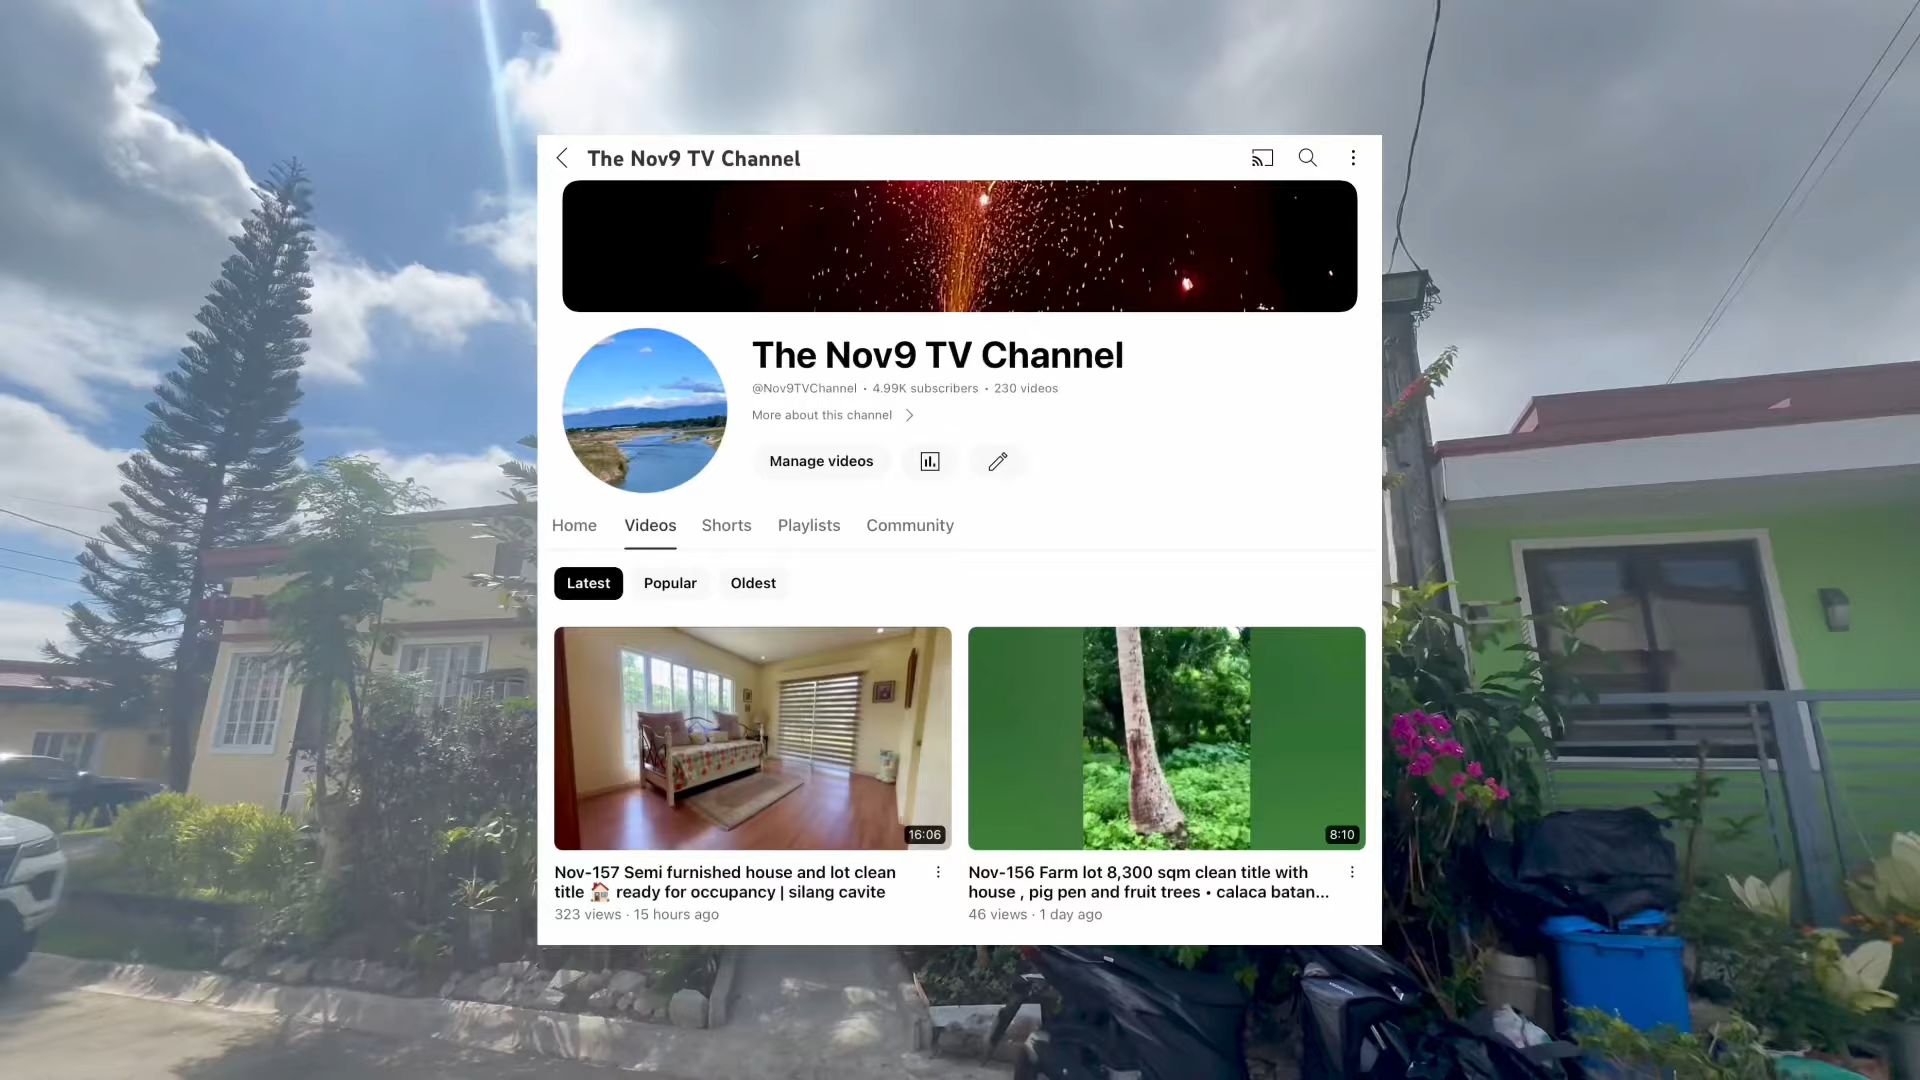 The Nov9 TV Channel
The Nov9 TV Channel
@Nov9TVChannel • 4.99K subscribers • 230 videos
More about this channel
Manage videos
Home Videos Shorts Playlists Community
Latest Popular Oldest
16:06
8:10
Nov-157 Semi furnished house and lot clean
title 🏠 ready for occupancy | silang cavite
323 views · 15 hours ago
Nov-156 Farm lot 8,300 sqm clean title with
house , pig pen and fruit trees • calaca batan...
46 views · 1 day ago